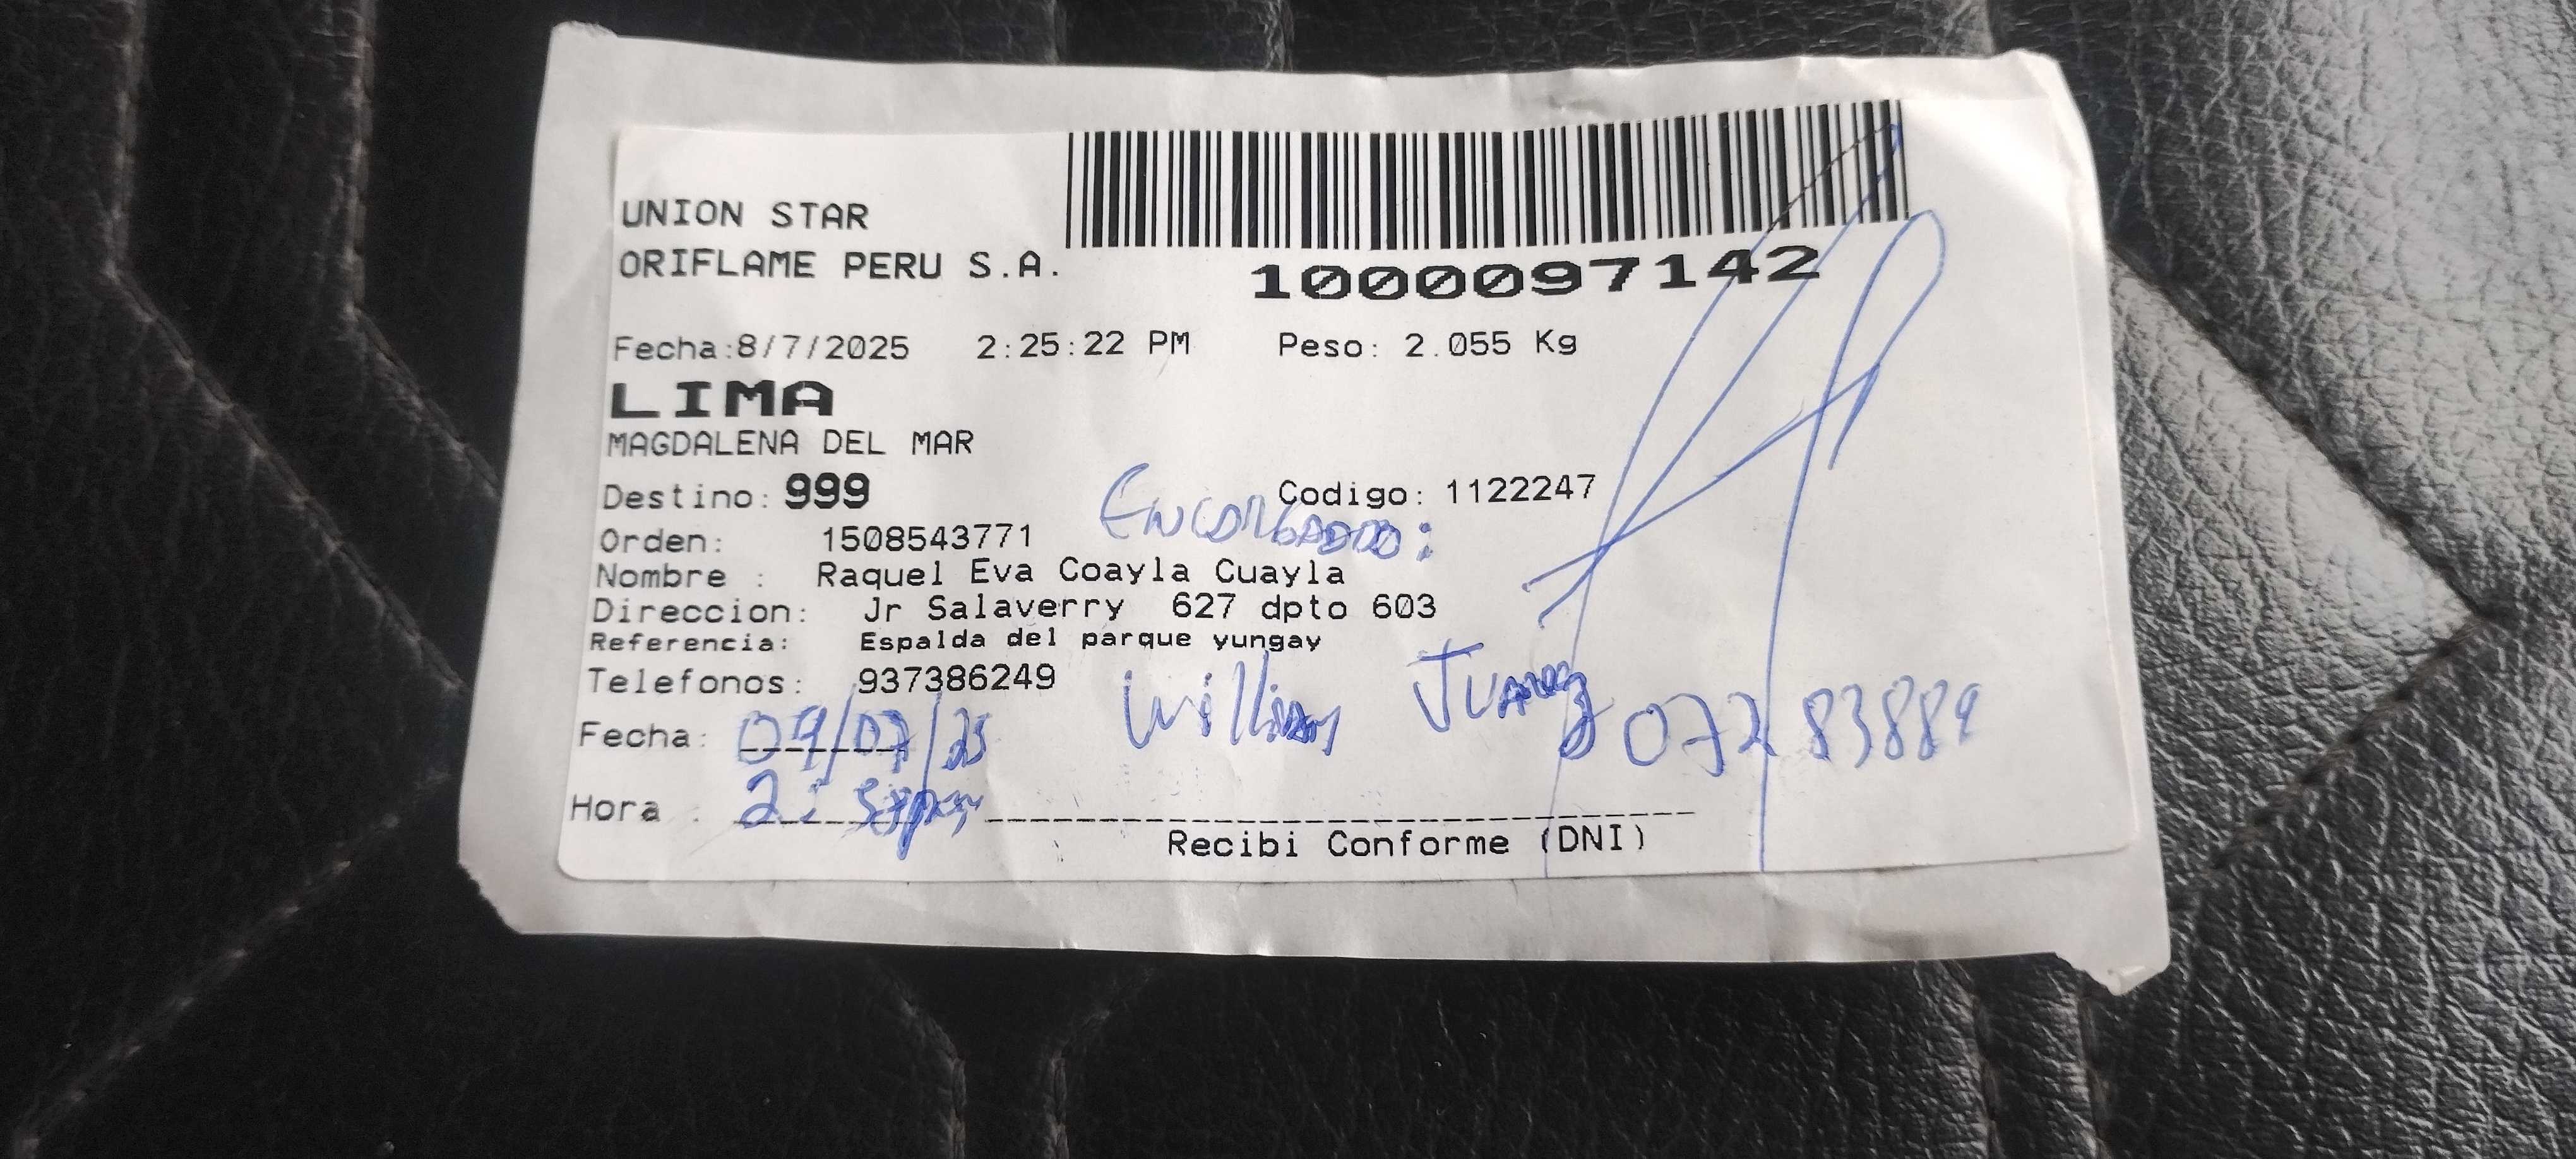 UNION STAR
ORIFLAME PERU S.A.
1000097142
Fecha:8/7/2025 2:25:22 PM Peso: 2.055 Kg
LIMA
MAGDALENA DEL MAR
Destino: 999 Codigo: 1122247
Encargado:
Orden: 1508543771
Nombre : Raquel Eva Coayla Cuayla
Direccion: Jr Salaverry 627 dpto 603
Referencia: Espalda del parque yungay
Telefonos: 937386249
William Juarez 07283889
Fecha: 09/07/25
Hora : 2:
Recibi Conforme (DNI)